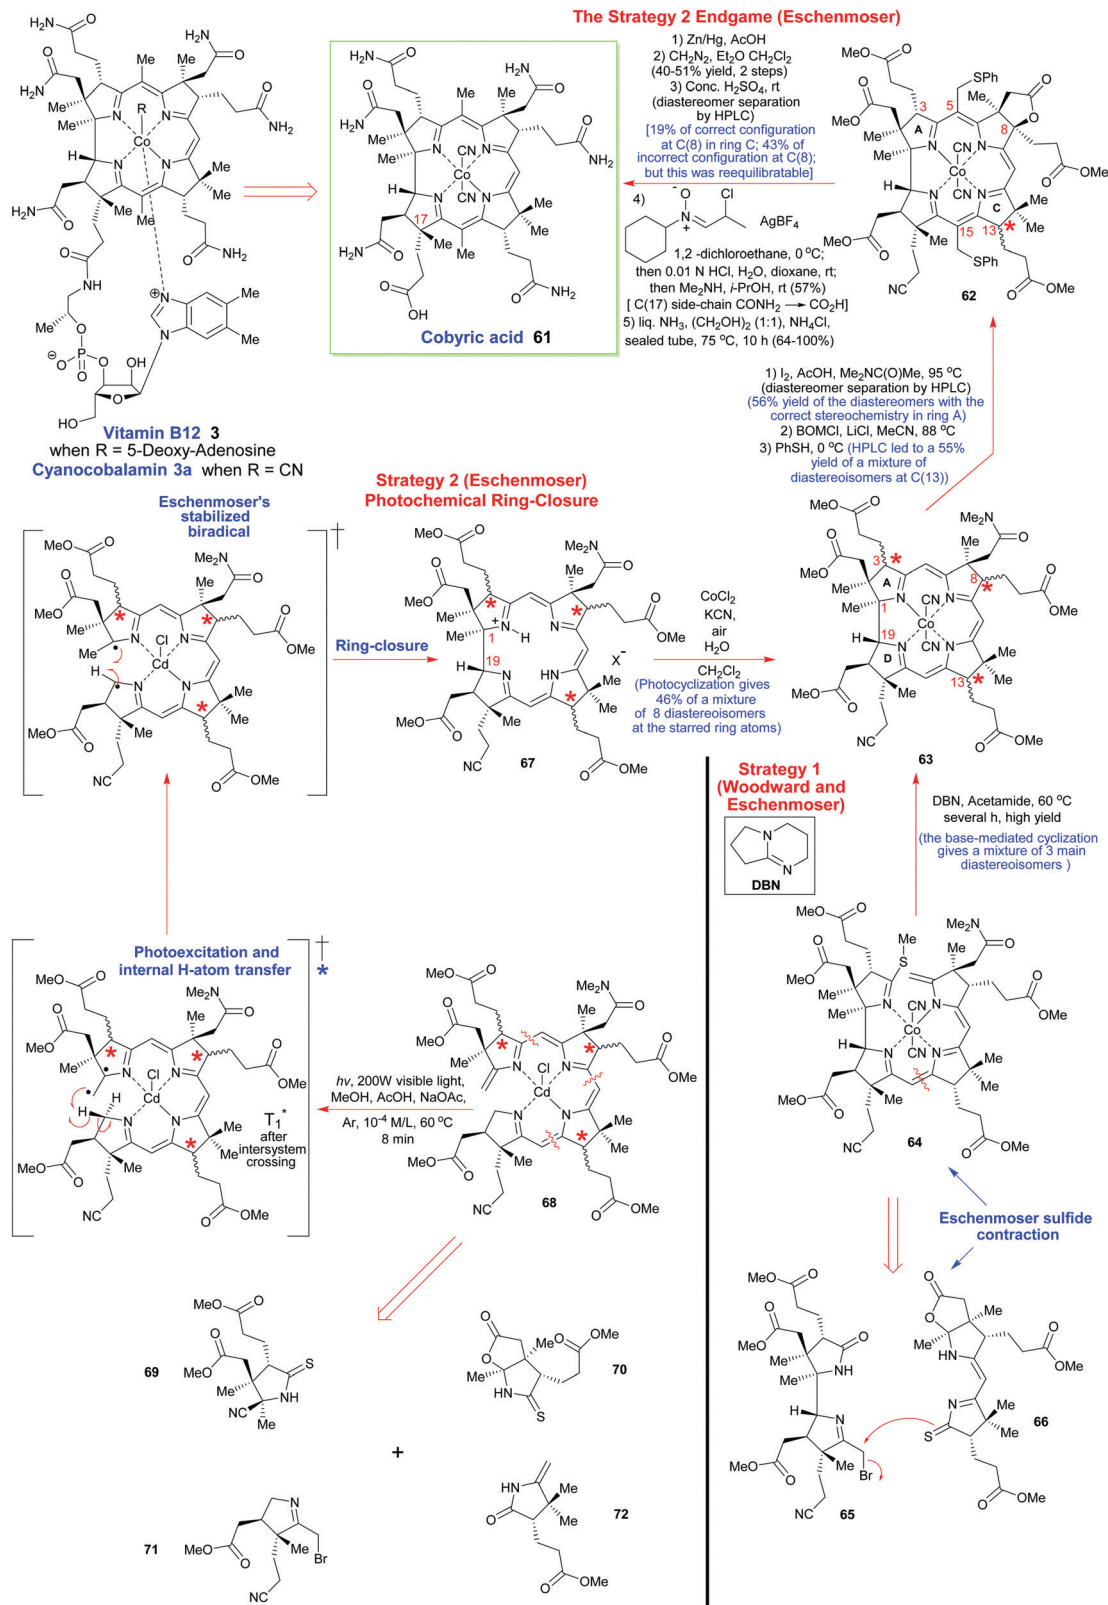 The Strategy 2 Endgame (Eschenmoser)
1) Zn/Hg, AcOH
2) CH2N2, Et2O CH2Cl2
(40-51% yield, 2 steps)
3) Conc. H2SO4, rt
(diastereomer separation
by HPLC)
[19% of correct configuration
at C(8) in ring C; 43% of
incorrect configuration at C(8);
but this was reequilibratable]
4)
AgBF4
1,2 -dichloroethane, 0 °C;
then 0.01 N HCl, H2O, dioxane, rt;
then Me2NH, i-PrOH, rt (57%)
[ C(17) side-chain CONH2 → CO2H]
5) liq. NH3, (CH2OH)2 (1:1), NH4Cl,
sealed tube, 75 °C, 10 h (64-100%)
Cobyric acid 61
62
Vitamin B12 3
when R = 5-Deoxy-Adenosine
Cyanocobalamin 3a when R = CN
1) I2, AcOH, Me2NC(O)Me, 95 °C
(diastereomer separation by HPLC)
(56% yield of the diastereomers with the
correct stereochemistry in ring A)
2) BOMCl, LiCl, MeCN, 88 °C
3) PhSH, 0 °C (HPLC led to a 55%
yield of a mixture of
diastereoisomers at C(13))
Strategy 2 (Eschenmoser)
Photochemical Ring-Closure
Eschenmoser's
stabilized
biradical
Ring-closure
67
X-
CoCl2
KCN,
air
H2O
CH2Cl2
(Photocyclization gives
46% of a mixture
of 8 diastereoisomers
at the starred ring atoms)
63
Strategy 1
(Woodward and
Eschenmoser)
DBN
DBN, Acetamide, 60 °C
several h, high yield
(the base-mediated cyclization
gives a mixture of 3 main
diastereoisomers )
Photoexcitation and
internal H-atom transfer
T1*
after
intersystem
crossing
hv, 200W visible light,
MeOH, AcOH, NaOAc,
Ar, 10-4 M/L, 60 °C
8 min
68
64
Eschenmoser sulfide
contraction
69
70
+
71
72
65
66